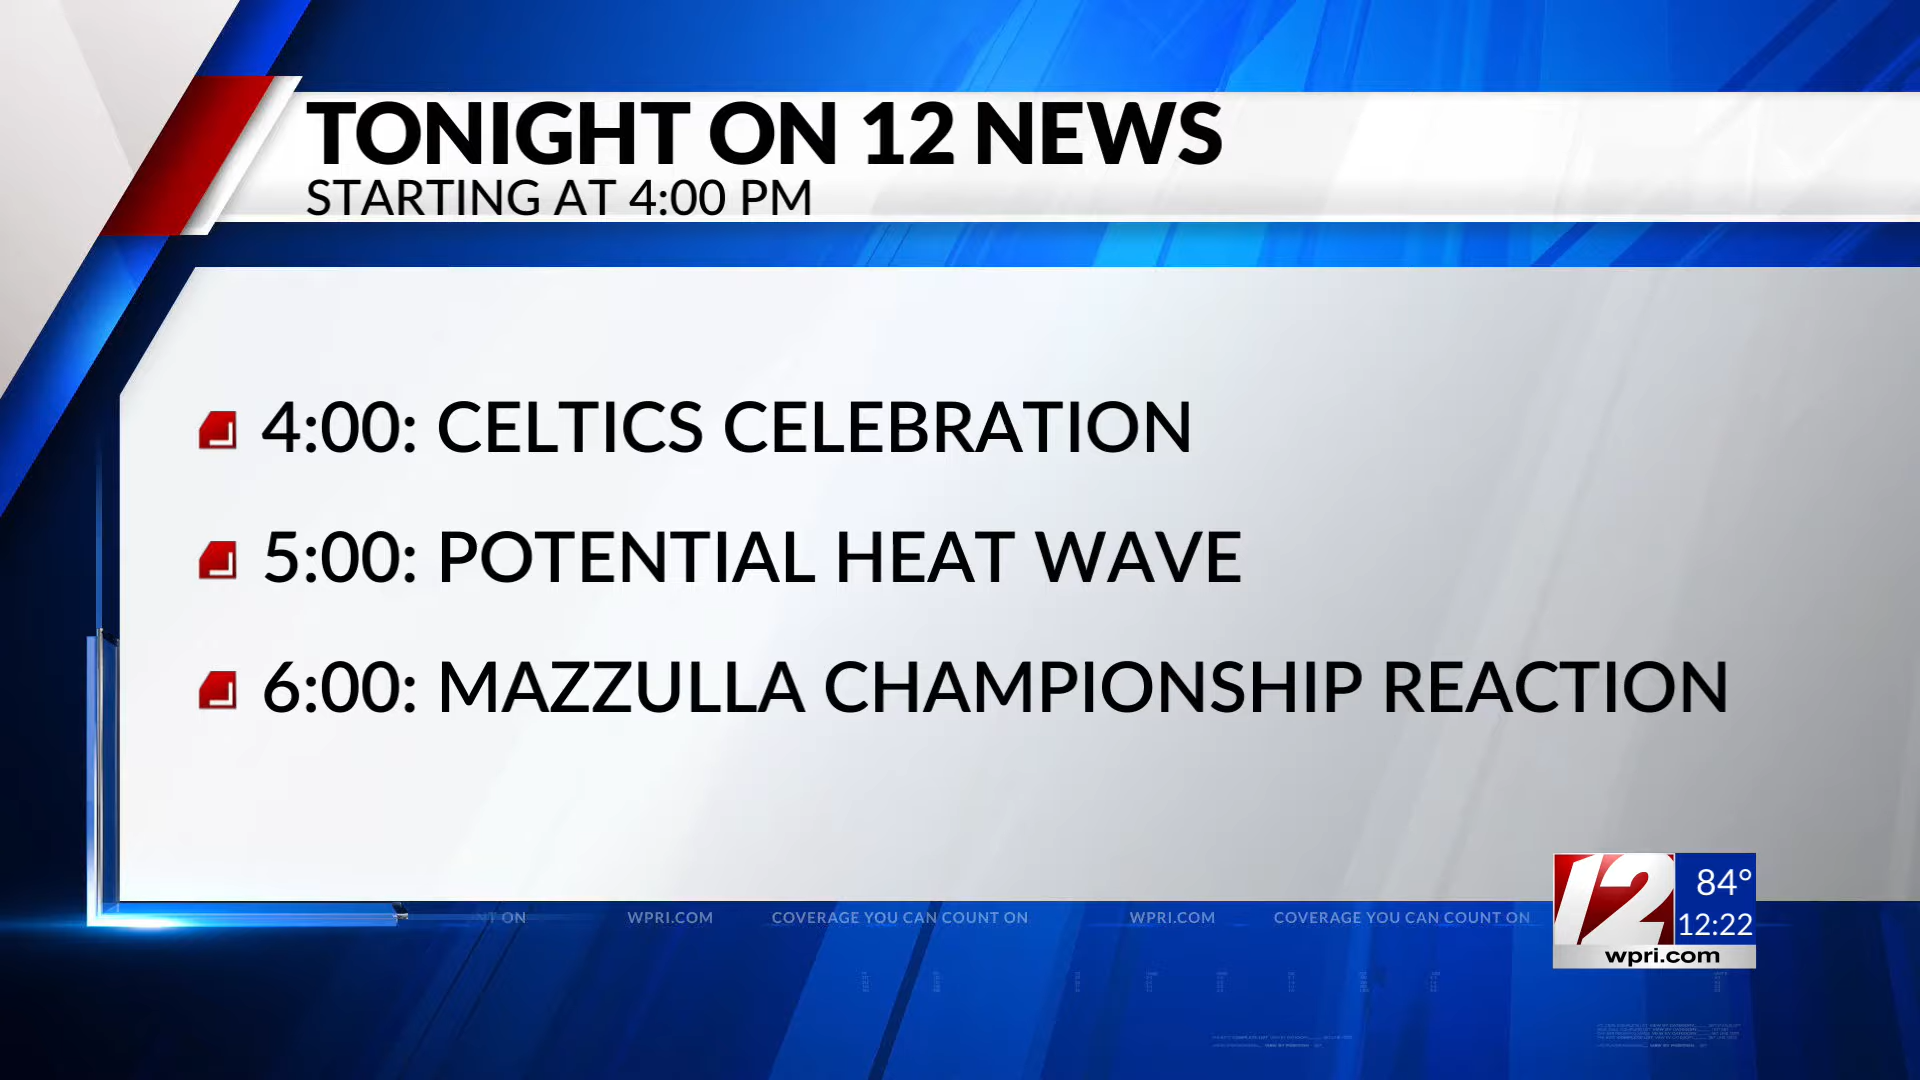 TONIGHT ON 12 NEWS
STARTING AT 4:00 PM
4:00: CELTICS CELEBRATION
5:00: POTENTIAL HEAT WAVE
6:00: MAZZULLA CHAMPIONSHIP REACTION
ON WPRI.COM COVERAGE YOU CAN COUNT ON WPRI.COM COVERAGE YOU CAN COUNT ON
12
84°
12:22
wpri.com